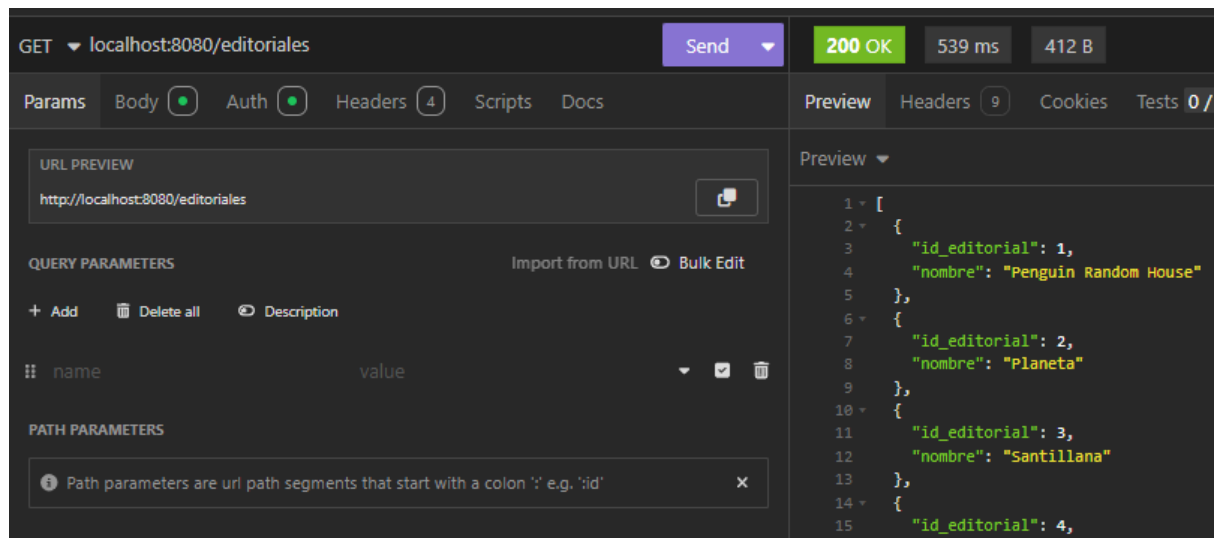 GET localhost:8080/editoriales Send
Params Body Auth Headers 4 Scripts Docs
URL PREVIEW
http://localhost:8080/editoriales
QUERY PARAMETERS Import from URL Bulk Edit
+ Add Delete all Description
name value
PATH PARAMETERS
Path parameters are url path segments that start with a colon ':' e.g. ':id'
200 OK 539 ms 412 B
Preview Headers 9 Cookies Tests 0 /
Preview
1 [
2 {
3 "id_editorial": 1,
4 "nombre": "Penguin Random House"
5 },
6 {
7 "id_editorial": 2,
8 "nombre": "Planeta"
9 },
10 {
11 "id_editorial": 3,
12 "nombre": "Santillana"
13 },
14 {
15 "id_editorial": 4,